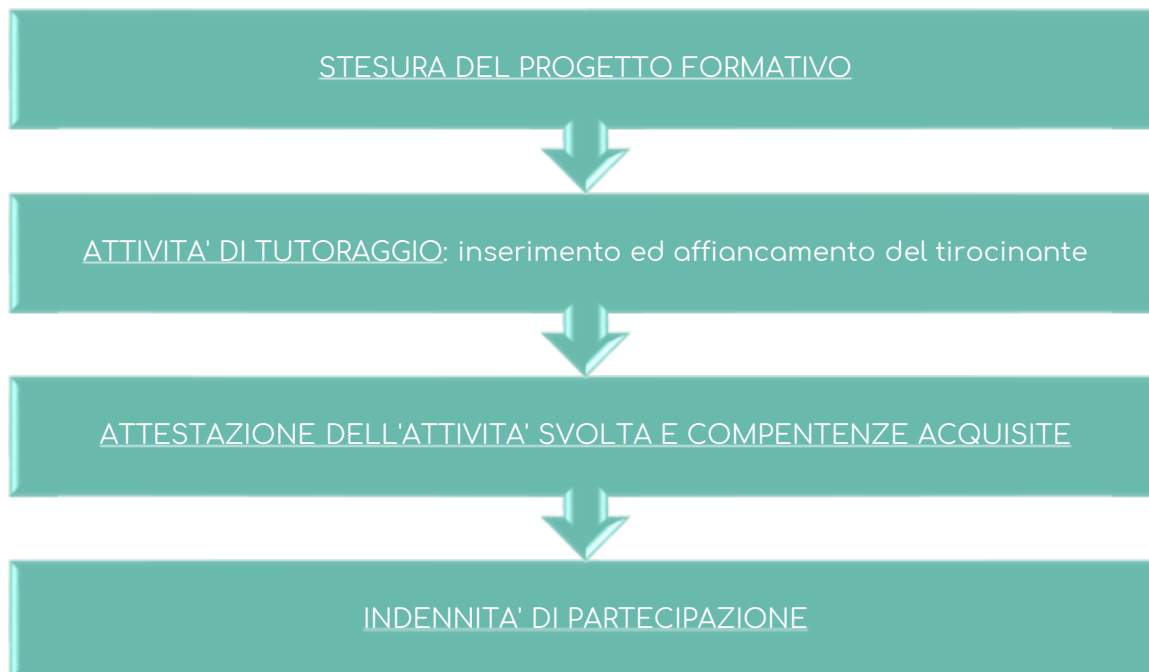 STESURA DEL PROGETTO FORMATIVO
ATTIVITA' DI TUTORAGGIO: inserimento ed affiancamento del tirocinante
ATTESTAZIONE DELL'ATTIVITA' SVOLTA E COMPENTENZE ACQUISITE
INDENNITA' DI PARTECIPAZIONE